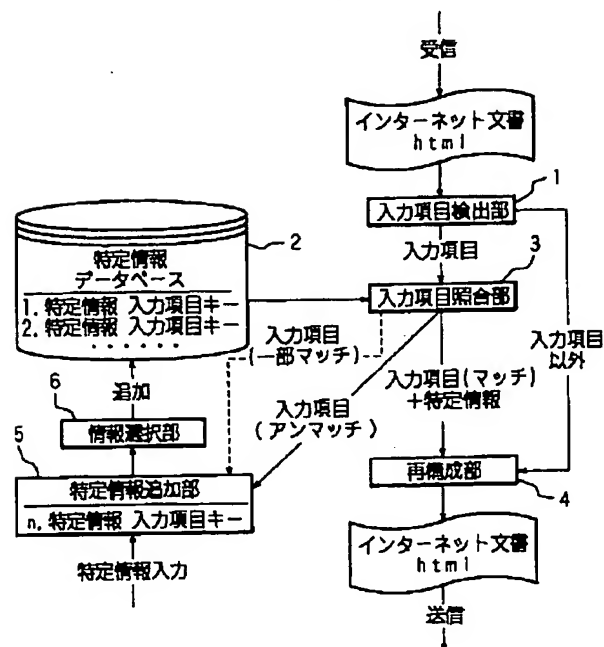 受信
インターネット文書
html
1
入力項目検出部
入力項目
3
入力項目照合部
2
特定情報
データベース
1. 特定情報 入力項目キー
2. 特定情報 入力項目キー
・・・・・・
入力項目
(一部マッチ)
入力項目
(アンマッチ)
入力項目(マッチ)
+特定情報
入力項目
以外
追加
6
情報選択部
5
特定情報追加部
n. 特定情報 入力項目キー
特定情報入力
再構成部
4
インターネット文書
html
送信